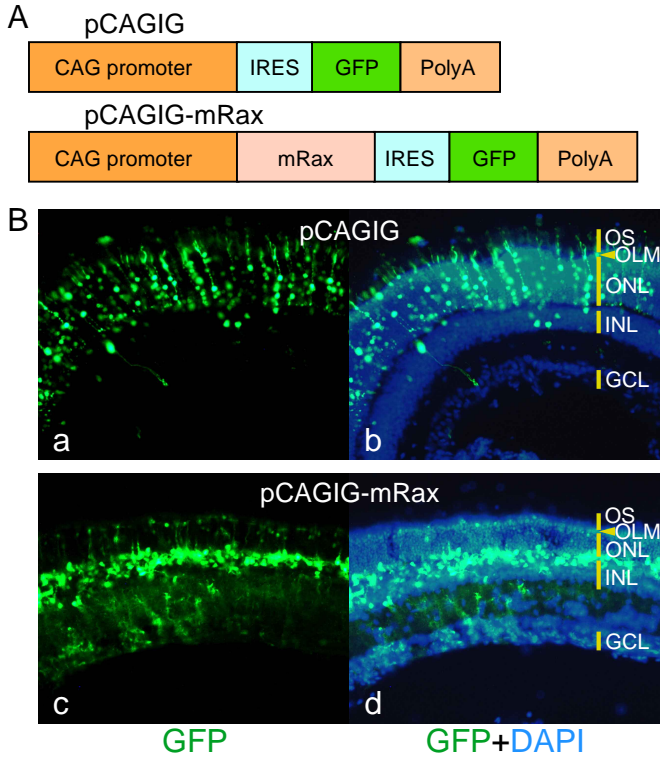 A
pCAGIG
CAG promoter IRES GFP PolyA
pCAGIG-mRax
CAG promoter mRax IRES GFP PolyA
B
pCAGIG
OS
OLM
ONL
INL
GCL
a b
pCAGIG-mRax
OS
OLM
ONL
INL
GCL
c d
GFP GFP+DAPI